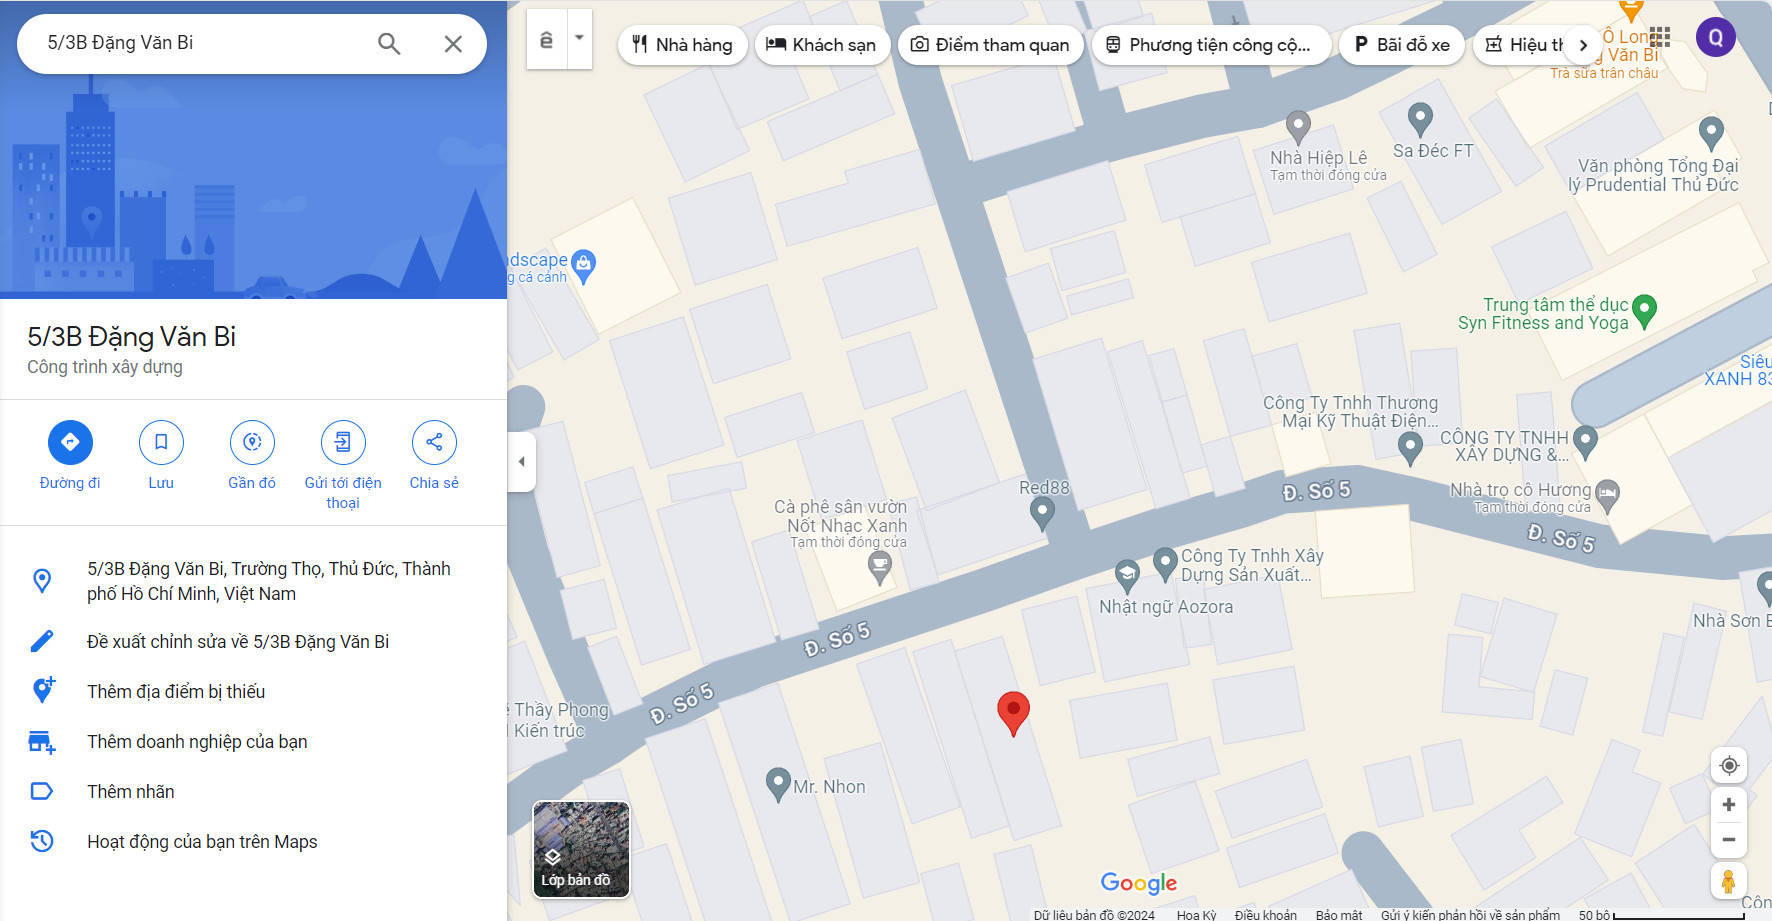 5/3B Đặng Văn Bi
5/3B Đặng Văn Bi
Công trình xây dựng
Đường đi
Lưu
Gần đó
Gửi tới điện
thoại
Chia sẻ
5/3B Đặng Văn Bi, Trường Thọ, Thủ Đức, Thành
phố Hồ Chí Minh, Việt Nam
Đề xuất chỉnh sửa về 5/3B Đặng Văn Bi
Thêm địa điểm bị thiếu
Thêm doanh nghiệp của bạn
Thêm nhãn
Hoạt động của bạn trên Maps
ê
Nhà hàng
Khách sạn
Điểm tham quan
Phương tiện công cộ...
P Bãi đỗ xe
Hiệu th
Q
Ô Long
g Văn Bi
Trà sữa trân châu
Nhà Hiệp Lê
Tạm thời đóng cửa
Sa Đéc FT
Văn phòng Tổng Đại
lý Prudential Thủ Đức
dscape
g cá cảnh
Trung tâm thể dục
Syn Fitness and Yoga
Siêu
XANH 83
Công Ty Tnhh Thương
Mại Kỹ Thuật Điện...
CÔNG TY TNHH
XÂY DỰNG &...
Nhà trọ cô Hương
Tạm thời đóng cửa
Red88
Đ. Số 5
Đ. Số 5
Cà phê sân vườn
Nốt Nhạc Xanh
Tạm thời đóng cửa
Công Ty Tnhh Xây
Dựng Sản Xuất...
Nhật ngữ Aozora
Nhà Sơn
Đ. Số 5
Đ. Số 5
Thầy Phong
Kiến trúc
Mr. Nhon
Lớp bản đồ
Google
Côn
Dữ liệu bản đồ ©2024
Hoa Kỳ
Điều khoản
Bảo mật
Gửi ý kiến phản hồi về sản phẩm
50 bộ